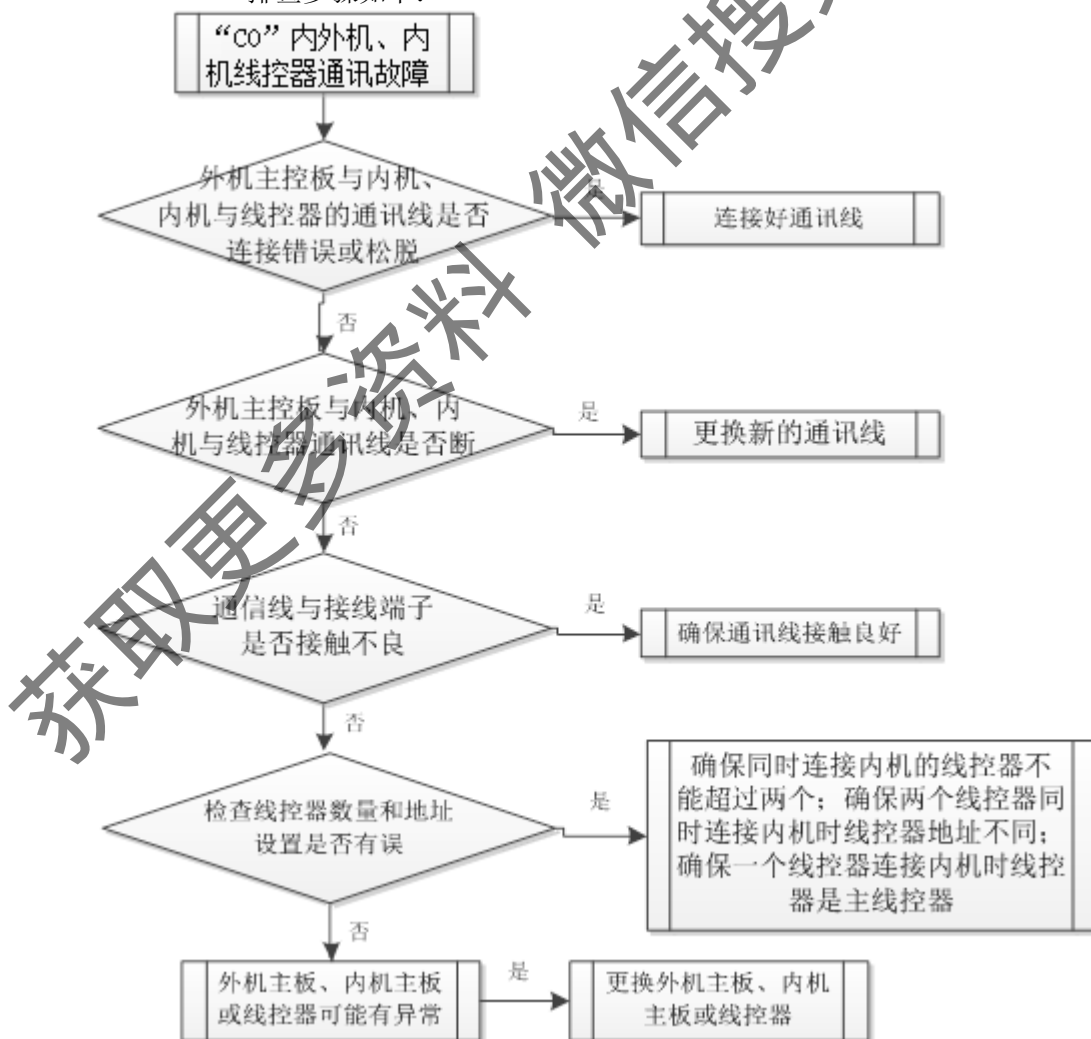 排查步骤如下：
“C0”内外机、内
机线控器通讯故障
外机主控板与内机、
内机与线控器的通讯线是否
连接错误或松脱
是
连接好通讯线
否
外机主控板与内机、内
机与线控器通讯线是否断
是
更换新的通讯线
否
通信线与接线端子
是否接触不良
是
确保通讯线接触良好
否
检查线控器数量和地址
设置是否有误
是
确保同时连接内机的线控器不
能超过两个；确保两个线控器同
时连接内机时线控器地址不同；
确保一个线控器连接内机时线控
器是主线控器
否
外机主板、内机主板
或线控器可能有异常
是
更换外机主板、内机
主板或线控器
获取更多资料 微信搜